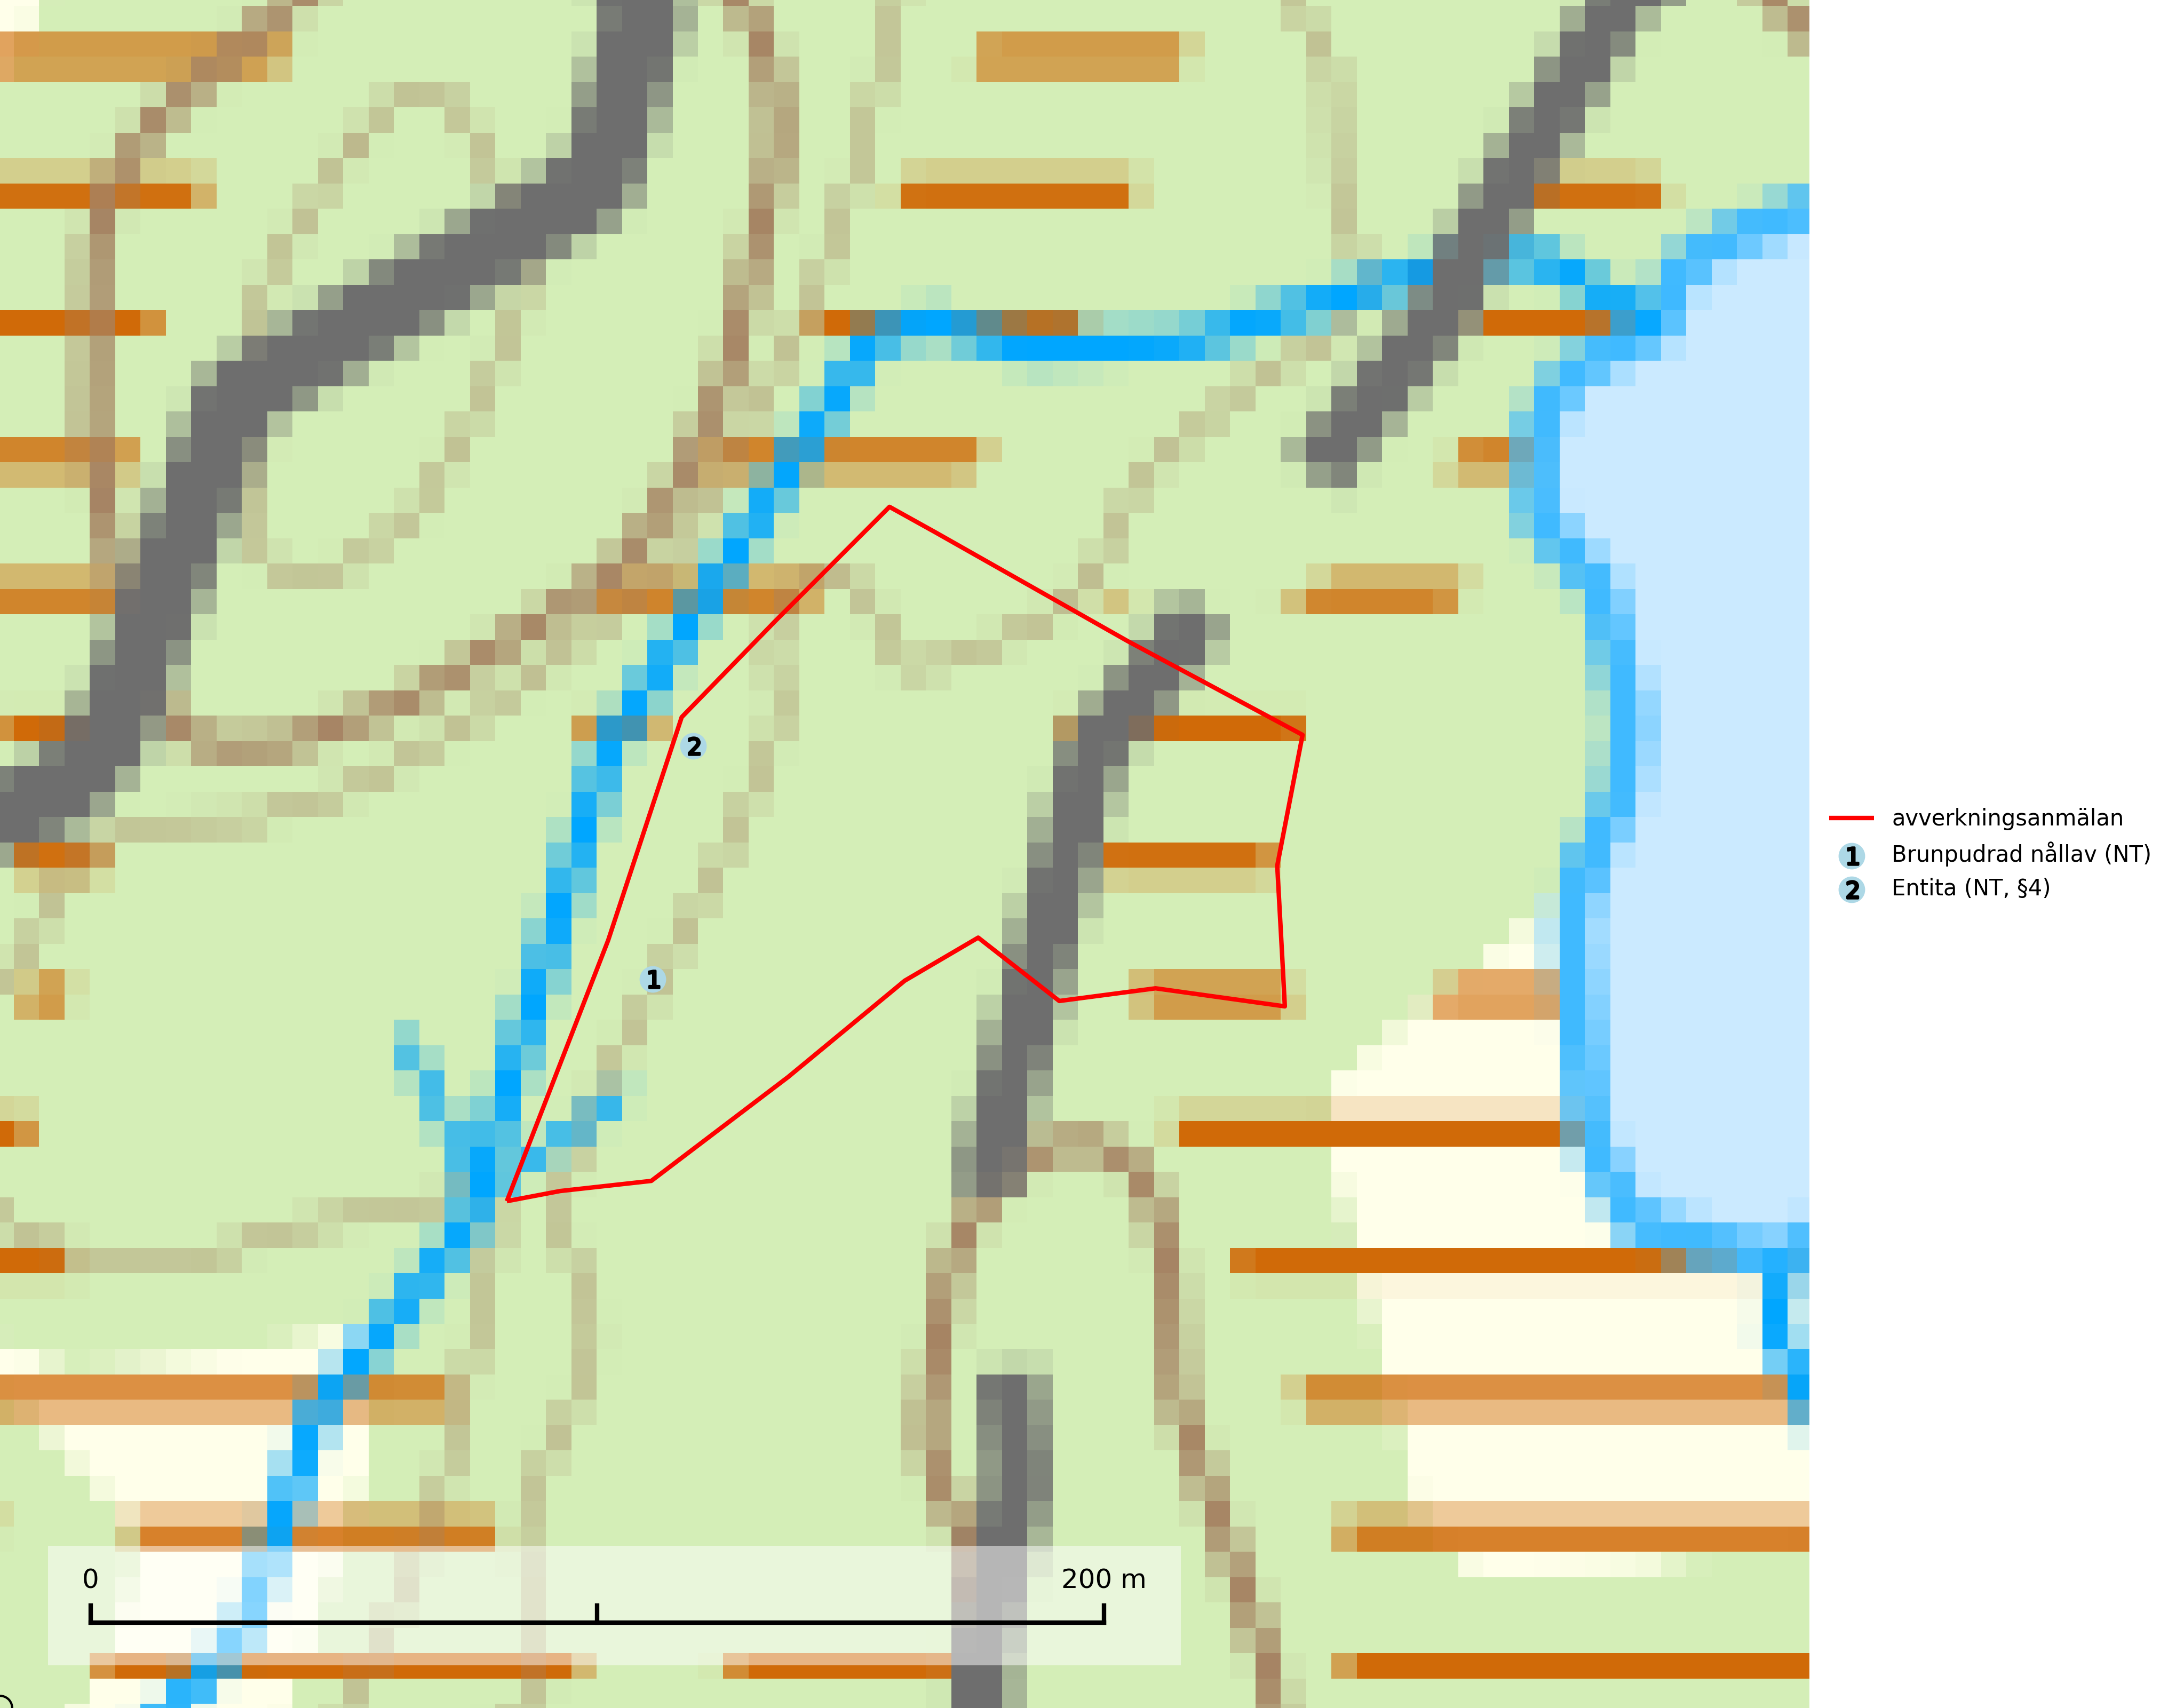 2
1
avverkningsanmälan
1 Brunpudrad nållav (NT)
2 Entita (NT, §4)
0 200 m